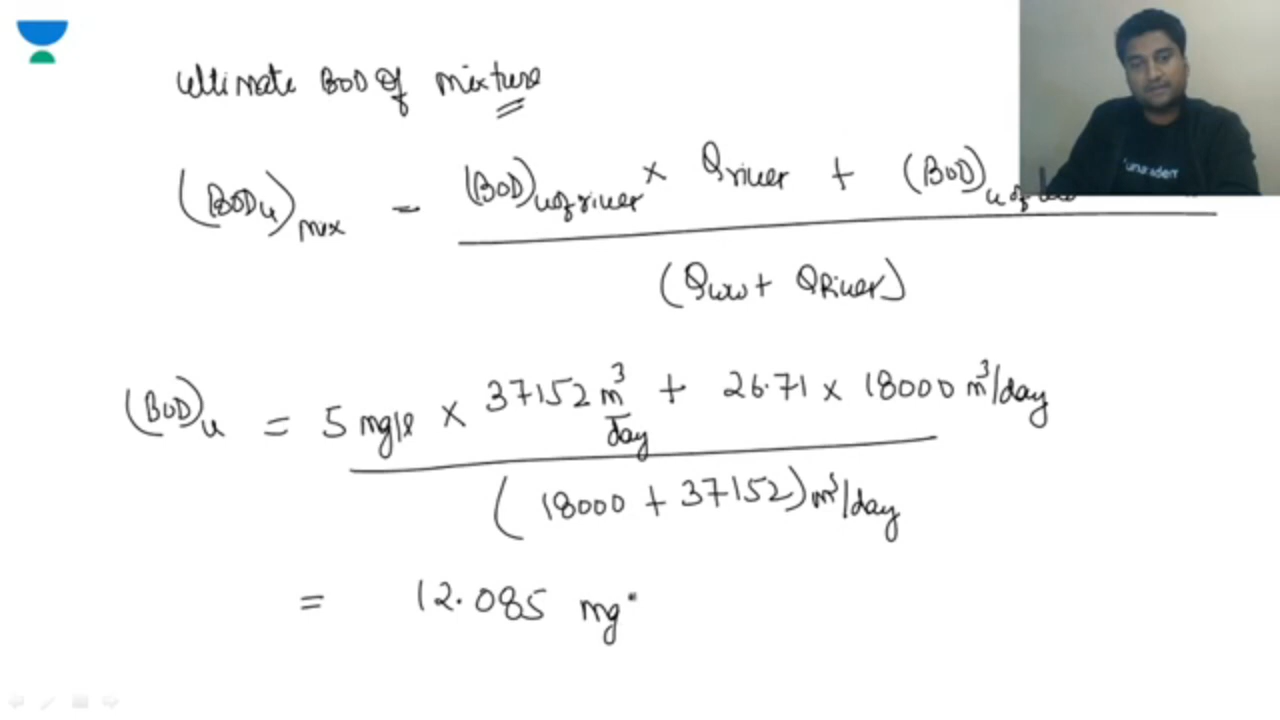 Ultimate BOD Of mixture
(BODu)mix = (BOD)u of river × Qriver + (BOD)u of
(Qww + QRiver)
(BOD)u = 5 mg/l × 37152 m³/day + 26.71 × 18000 m³/day
(18000 + 37152) m³/day
= 12.085 mg